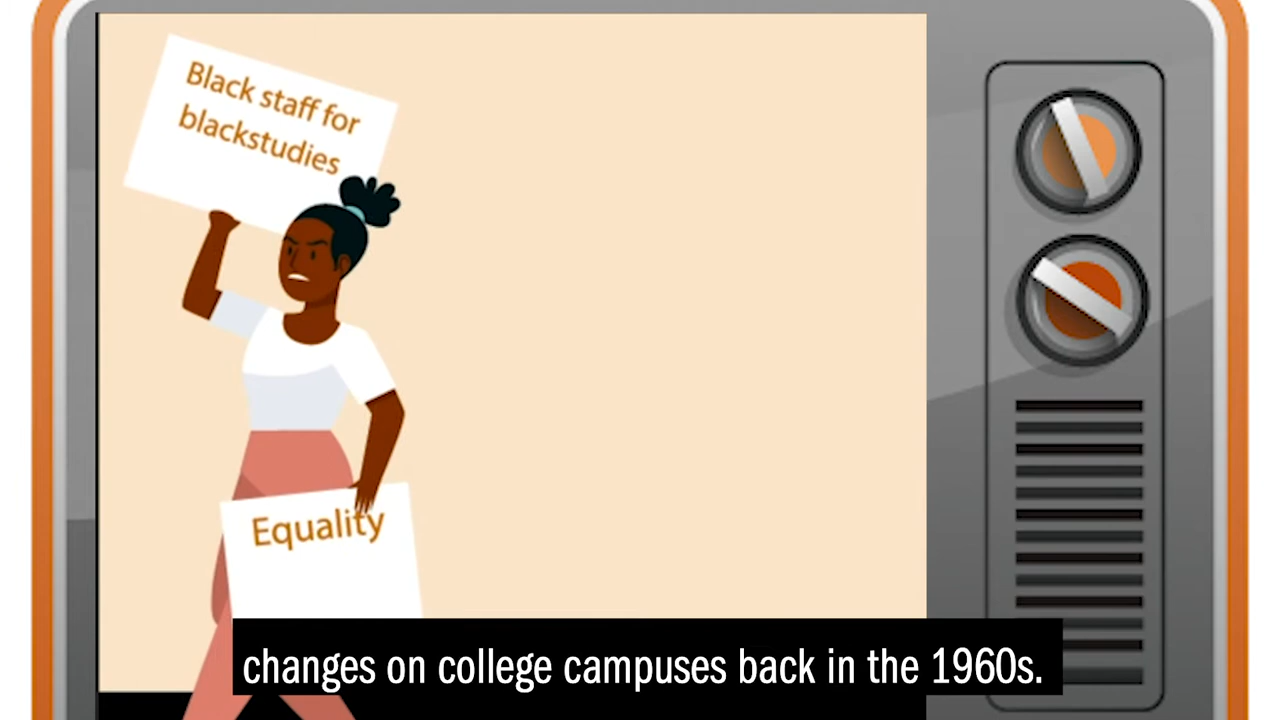 Black staff for
blackstudies
Equality
changes on college campuses back in the 1960s.